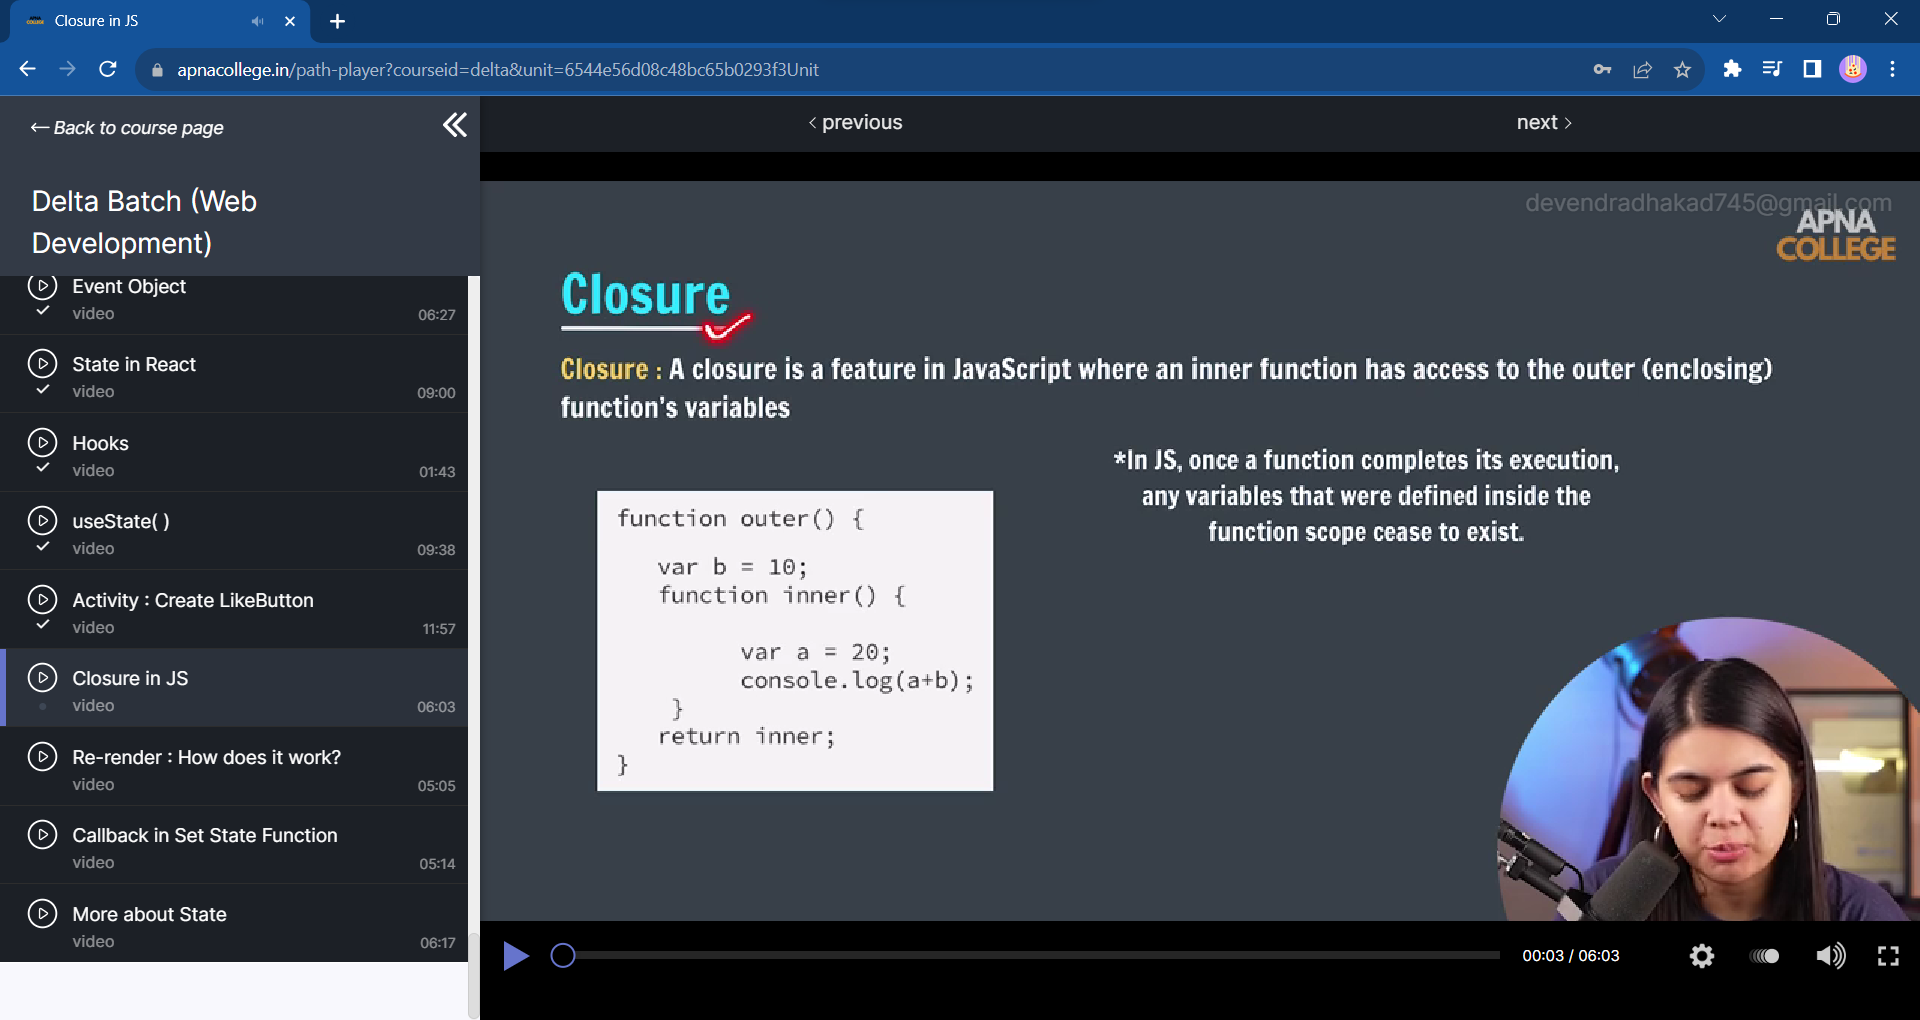 Closure in JS
apnacollege.in/path-player?courseid=delta&unit=6544e56d08c48bc65b0293f3Unit
← Back to course page
‹ previous
next ›
Delta Batch (Web
Development)
Event Object
video
06:27
State in React
video
09:00
Hooks
video
01:43
useState( )
video
09:38
Activity : Create LikeButton
video
11:57
Closure in JS
video
06:03
Re-render : How does it work?
video
05:05
Callback in Set State Function
video
05:14
More about State
video
06:17
devendradhakad745@gmail.com
APNA
COLLEGE
Closure
Closure : A closure is a feature in JavaScript where an inner function has access to the outer (enclosing)
function's variables
*In JS, once a function completes its execution,
any variables that were defined inside the
function scope cease to exist.
function outer() {
var b = 10;
function inner() {
var a = 20;
console.log(a+b);
}
return inner;
}
00:03 / 06:03